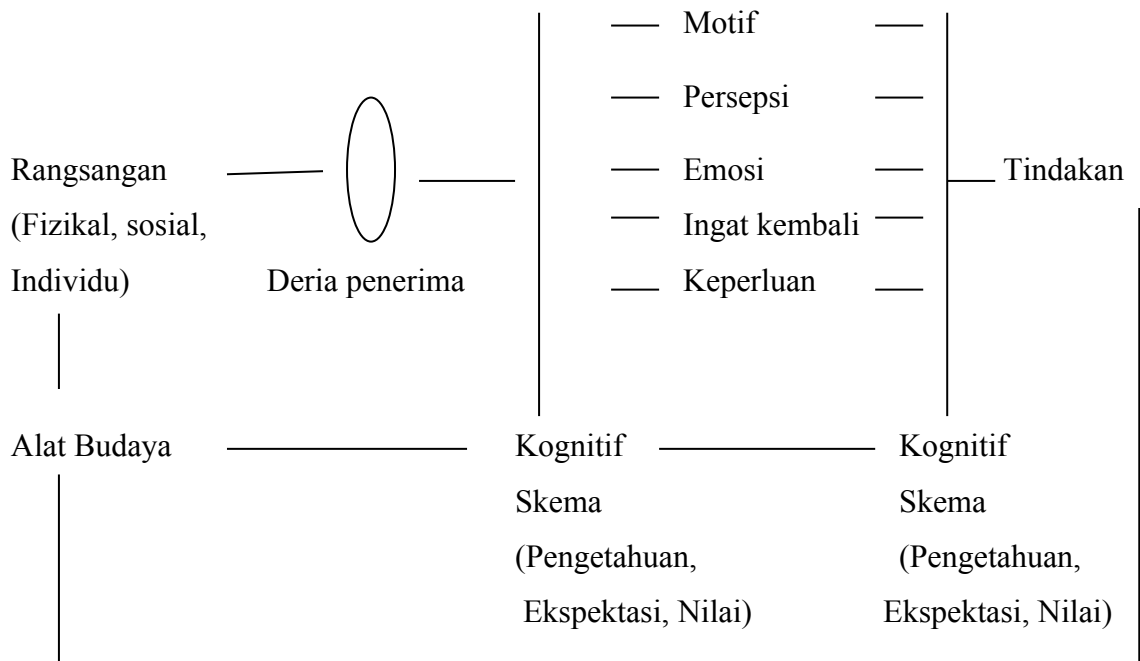 Motif
Persepsi
Rangsangan
(Fizikal, sosial,
Individu)
Deria penerima
Emosi
Ingat kembali
Keperluan
Tindakan
Alat Budaya
Kognitif
Skema
(Pengetahuan,
Ekspektasi, Nilai)
Kognitif
Skema
(Pengetahuan,
Ekspektasi, Nilai)